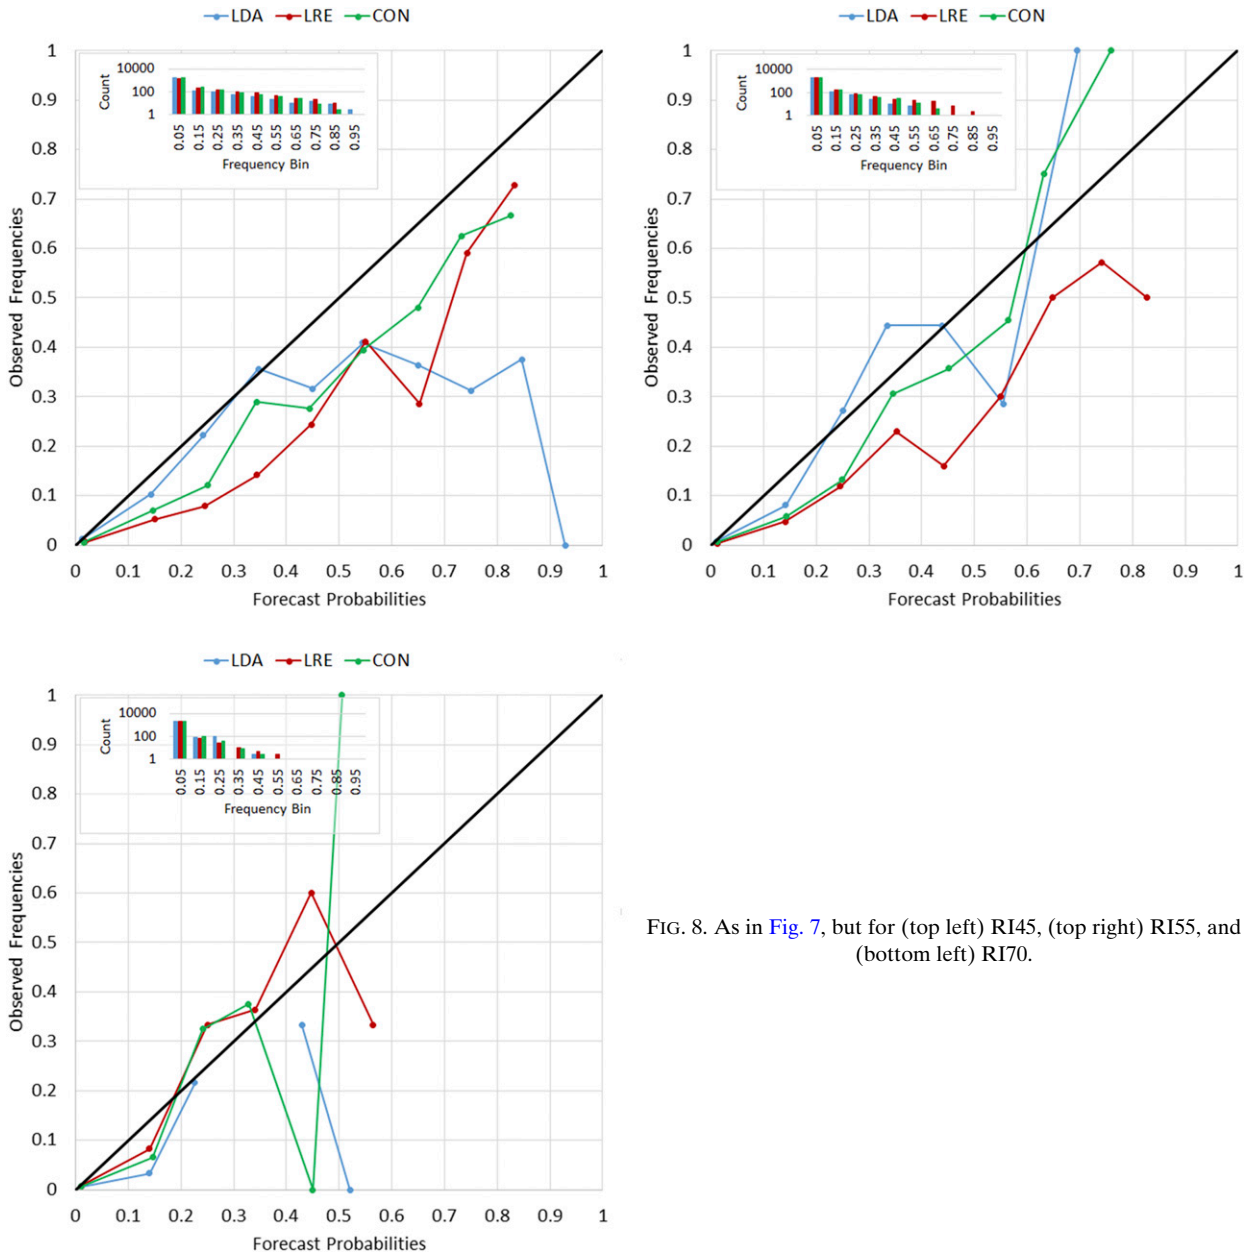 LDA LRE CON
1
0.9
0.8
0.7
0.6
0.5
0.4
0.3
0.2
0.1
0
Observed Frequencies
0 0.1 0.2 0.3 0.4 0.5 0.6 0.7 0.8 0.9 1
Forecast Probabilities
10000
100
1
Count
0.05 0.15 0.25 0.35 0.45 0.55 0.65 0.75 0.85 0.95
Frequency Bin
LDA LRE CON
1
0.9
0.8
0.7
0.6
0.5
0.4
0.3
0.2
0.1
0
Observed Frequencies
0 0.1 0.2 0.3 0.4 0.5 0.6 0.7 0.8 0.9 1
Forecast Probabilities
10000
100
1
Count
0.05 0.15 0.25 0.35 0.45 0.55 0.65 0.75 0.85 0.95
Frequency Bin
LDA LRE CON
1
0.9
0.8
0.7
0.6
0.5
0.4
0.3
0.2
0.1
0
Observed Frequencies
0 0.1 0.2 0.3 0.4 0.5 0.6 0.7 0.8 0.9 1
Forecast Probabilities
10000
100
1
Count
0.05 0.15 0.25 0.35 0.45 0.55 0.65 0.75 0.85 0.95
Frequency Bin
FIG. 8. As in Fig. 7, but for (top left) RI45, (top right) RI55, and
(bottom left) RI70.